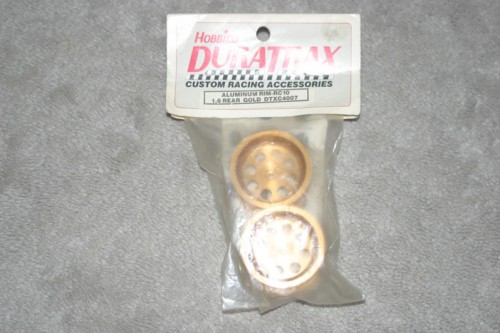 HOBBICO
DURATRAX
CUSTOM RACING ACCESSORIES
ALUMINUM RIM-RC10
1.6 REAR GOLD DTXC4007